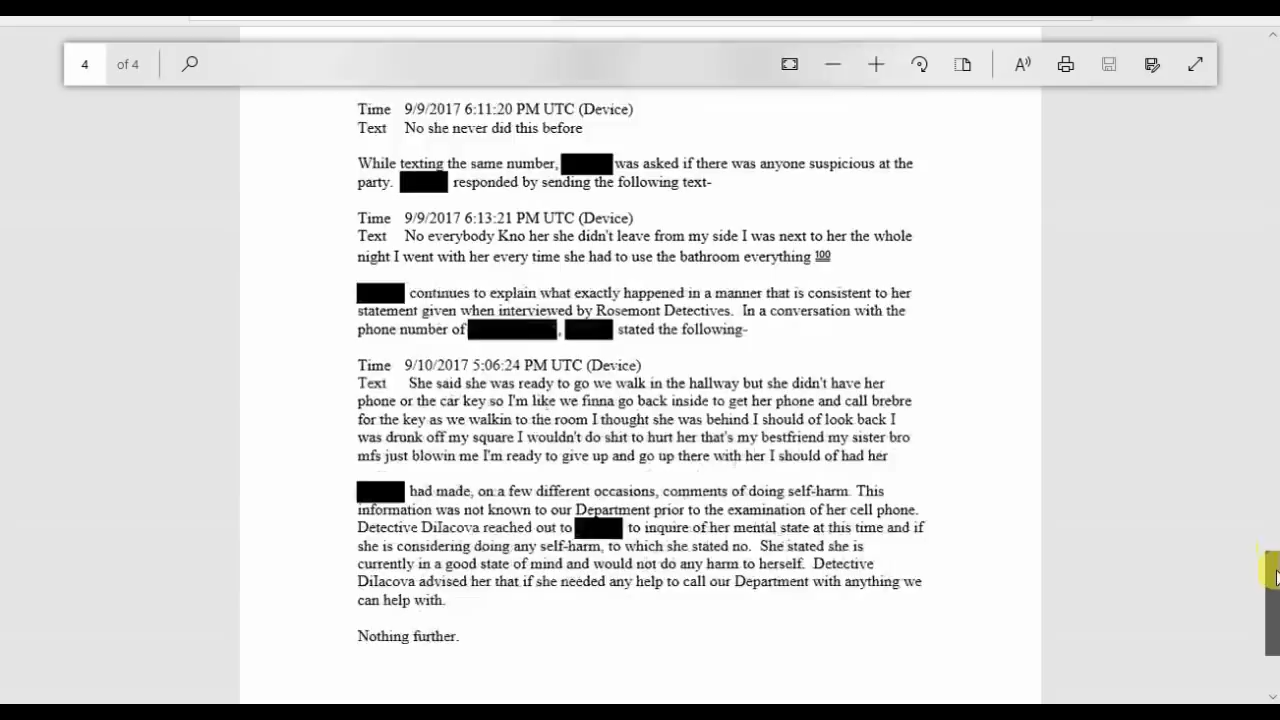 4 of 4
Time 9/9/2017 6:11:20 PM UTC (Device)
Text No she never did this before
While texting the same number, was asked if there was anyone suspicious at the
party. responded by sending the following text-
Time 9/9/2017 6:13:21 PM UTC (Device)
Text No everybody Kno her she didn't leave from my side I was next to her the whole
night I went with her every time she had to use the bathroom everything 💯
continues to explain what exactly happened in a manner that is consistent to her
statement given when interviewed by Rosemont Detectives. In a conversation with the
phone number of , stated the following-
Time 9/10/2017 5:06:24 PM UTC (Device)
Text She said she was ready to go we walk in the hallway but she didn't have her
phone or the car key so I'm like we finna go back inside to get her phone and call brebre
for the key as we walkin to the room I thought she was behind I should of look back I
was drunk off my square I wouldn't do shit to hurt her that's my bestfriend my sister bro
mfs just blowin me I'm ready to give up and go up there with her I should of had her
had made, on a few different occasions, comments of doing self-harm. This
information was not known to our Department prior to the examination of her cell phone.
Detective DiIacova reached out to to inquire of her mental state at this time and if
she is considering doing any self-harm, to which she stated no. She stated she is
currently in a good state of mind and would not do any harm to herself. Detective
DiIacova advised her that if she needed any help to call our Department with anything we
can help with.
Nothing further.